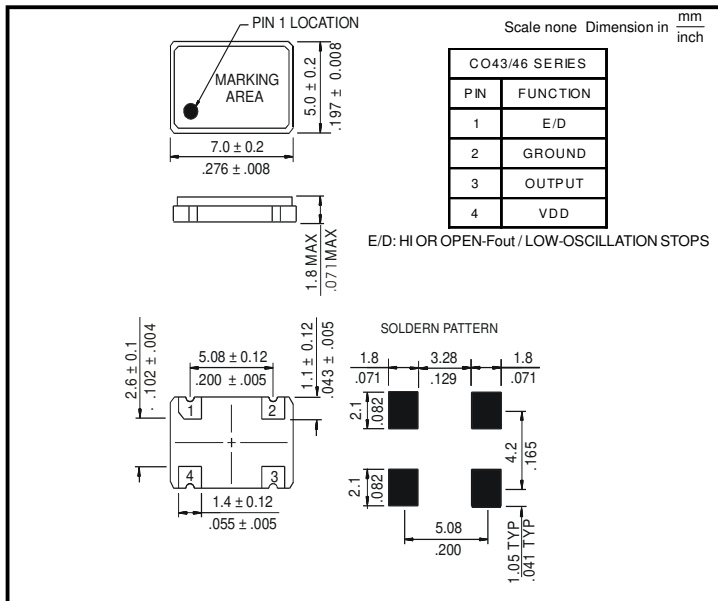 PIN 1 LOCATION
Scale none Dimension in mm
inch
MARKING
AREA
5.0 ± 0.2
.197 ± 0.008
7.0 ± 0.2
.276 ± .008
CO43/46 SERIES
PIN FUNCTION
1 E/D
2 GROUND
3 OUTPUT
4 VDD
E/D: HI OR OPEN-Fout / LOW-OSCILLATION STOPS
1.8 MAX
.071 MAX
2.6 ± 0.1
.102 ± .004
5.08 ± 0.12
.200 ± .005
1.1 ± 0.12
.043 ± .005
1 2
4 3
1.4 ± 0.12
.055 ± .005
SOLDERN PATTERN
1.8 3.28 1.8
.071 .129 .071
2.1
.082
4.2
.165
2.1
.082
5.08
.200
1.05 TYP
.041 TYP